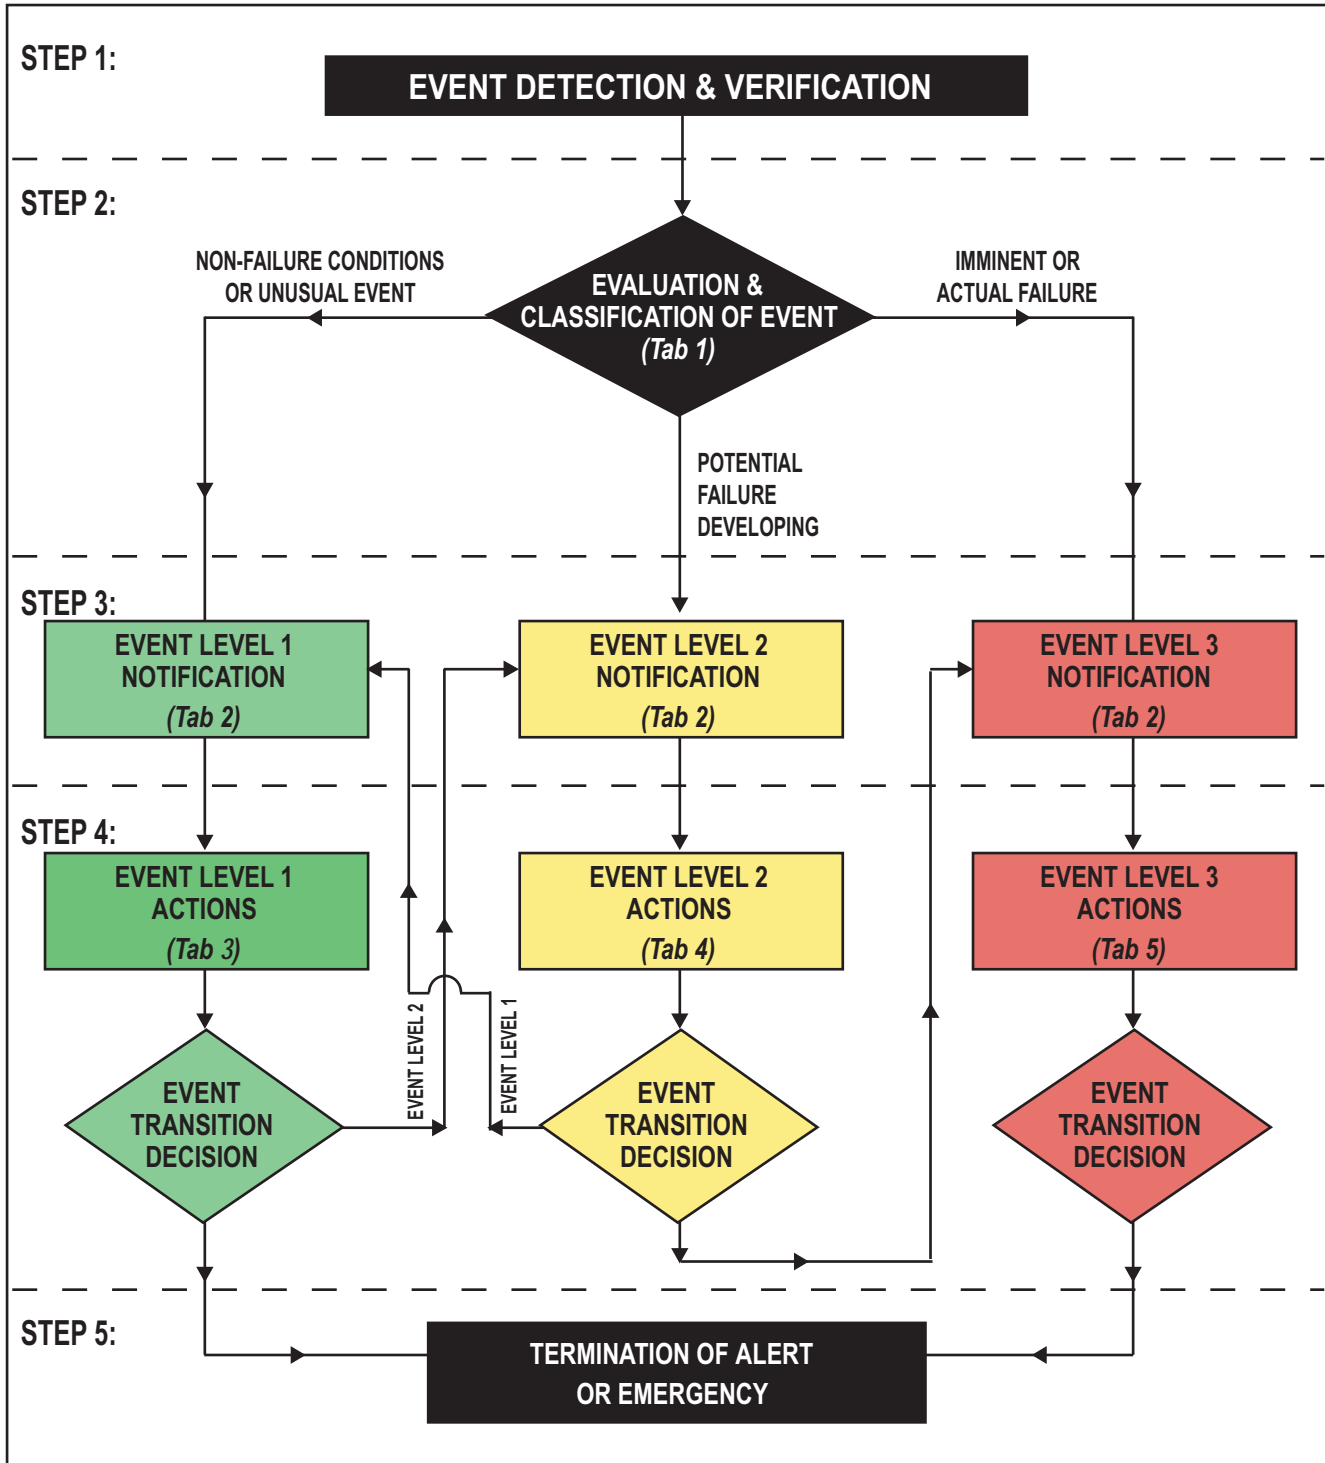 STEP 1:
EVENT DETECTION & VERIFICATION
STEP 2:
NON-FAILURE CONDITIONS
OR UNUSUAL EVENT
EVALUATION &
CLASSIFICATION OF EVENT
(Tab 1)
IMMINENT OR
ACTUAL FAILURE
POTENTIAL
FAILURE
DEVELOPING
STEP 3:
EVENT LEVEL 1
NOTIFICATION
(Tab 2)
EVENT LEVEL 2
NOTIFICATION
(Tab 2)
EVENT LEVEL 3
NOTIFICATION
(Tab 2)
STEP 4:
EVENT LEVEL 1
ACTIONS
(Tab 3)
EVENT LEVEL 2
ACTIONS
(Tab 4)
EVENT LEVEL 3
ACTIONS
(Tab 5)
EVENT
TRANSITION
DECISION
EVENT LEVEL 2
EVENT LEVEL 1
EVENT
TRANSITION
DECISION
EVENT
TRANSITION
DECISION
STEP 5:
TERMINATION OF ALERT
OR EMERGENCY